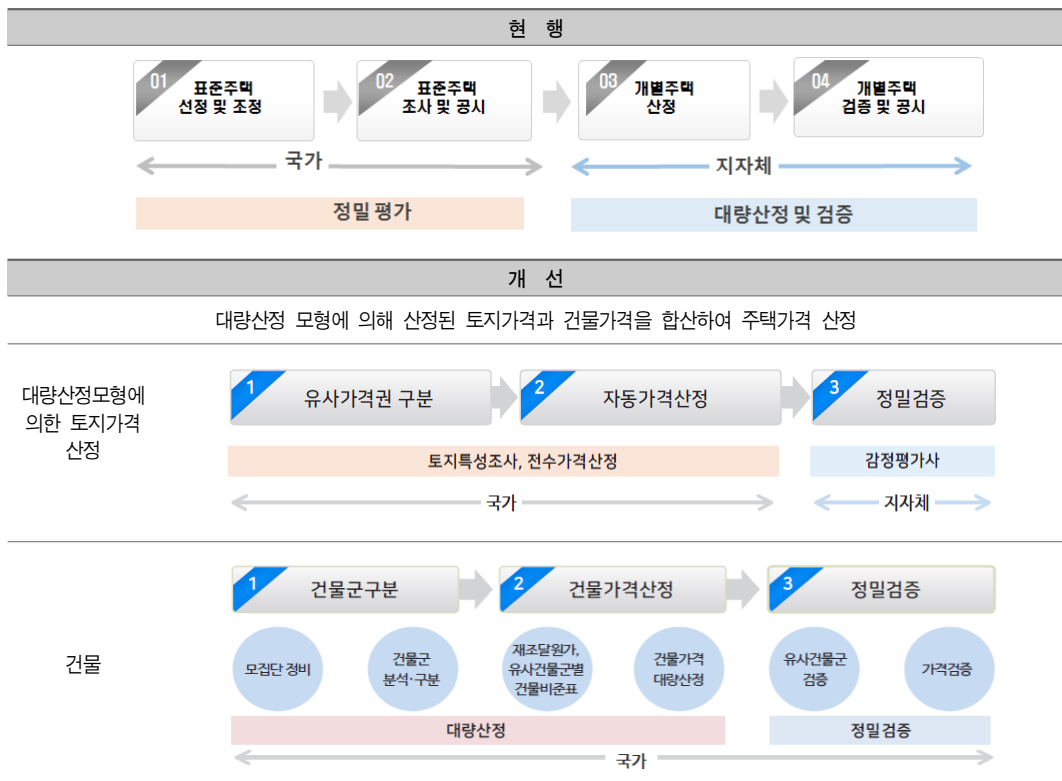 현 행
01
표준주택
선정 및 조정
02
표준주택
조사 및 공시
03
개별주택
산정
04
개별주택
검증 및 공시
국가
지자체
정밀 평가
대량산정 및 검증
개 선
대량산정 모형에 의해 산정된 토지가격과 건물가격을 합산하여 주택가격 산정
대량산정모형에
의한 토지가격
산정
1
유사가격권 구분
2
자동가격산정
3
정밀검증
토지특성조사, 전수가격산정
감정평가사
국가
지자체
건물
1
건물군구분
2
건물가격산정
3
정밀검증
모집단 정비
건물군
분석·구분
재조달원가,
유사건물군별
건물비준표
건물가격
대량산정
유사건물군
검증
가격검증
대량산정
정밀검증
국가